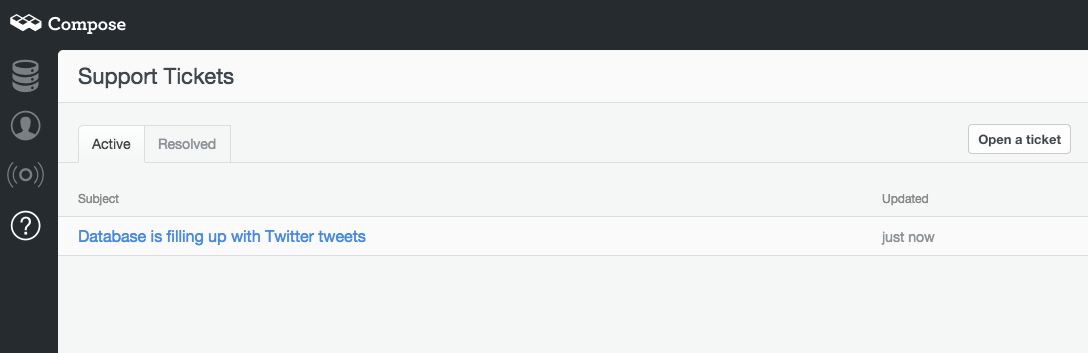 Compose
Support Tickets
Active
Resolved
Open a ticket
Subject
Updated
Database is filling up with Twitter tweets
just now
?